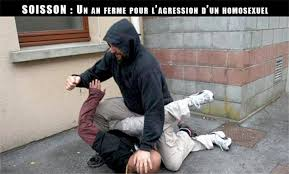 SOISSON : UN AN FERME POUR L'AGRESSION D'UN HOMOSEXUEL